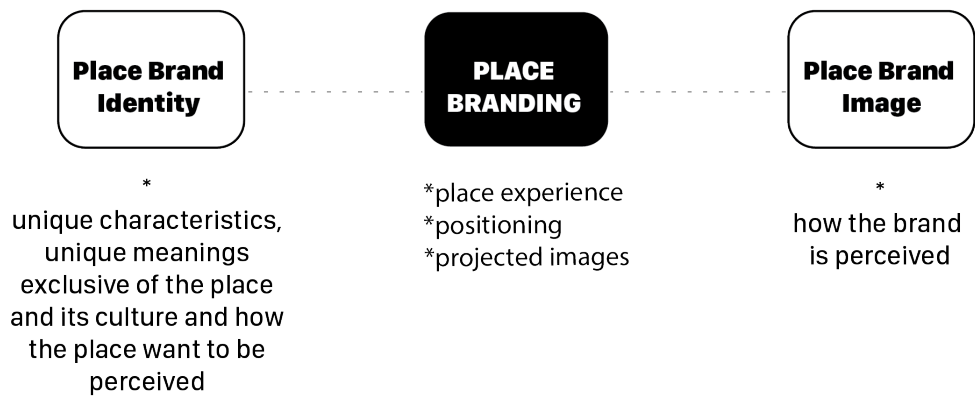 Place Brand
Identity
PLACE
BRANDING
Place Brand
Image
*
unique characteristics,
unique meanings
exclusive of the place
and its culture and how
the place want to be
perceived
*place experience
*positioning
*projected images
*
how the brand
is perceived